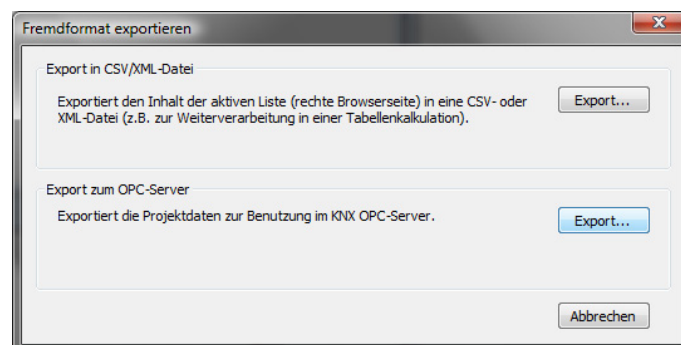 Fremdformat exportieren
Export in CSV/XML-Datei
Exportiert den Inhalt der aktiven Liste (rechte Browserseite) in eine CSV- oder
XML-Datei (z.B. zur Weiterverarbeitung in einer Tabellenkalkulation).
Export...
Export zum OPC-Server
Exportiert die Projektdaten zur Benutzung im KNX OPC-Server.
Export...
Abbrechen